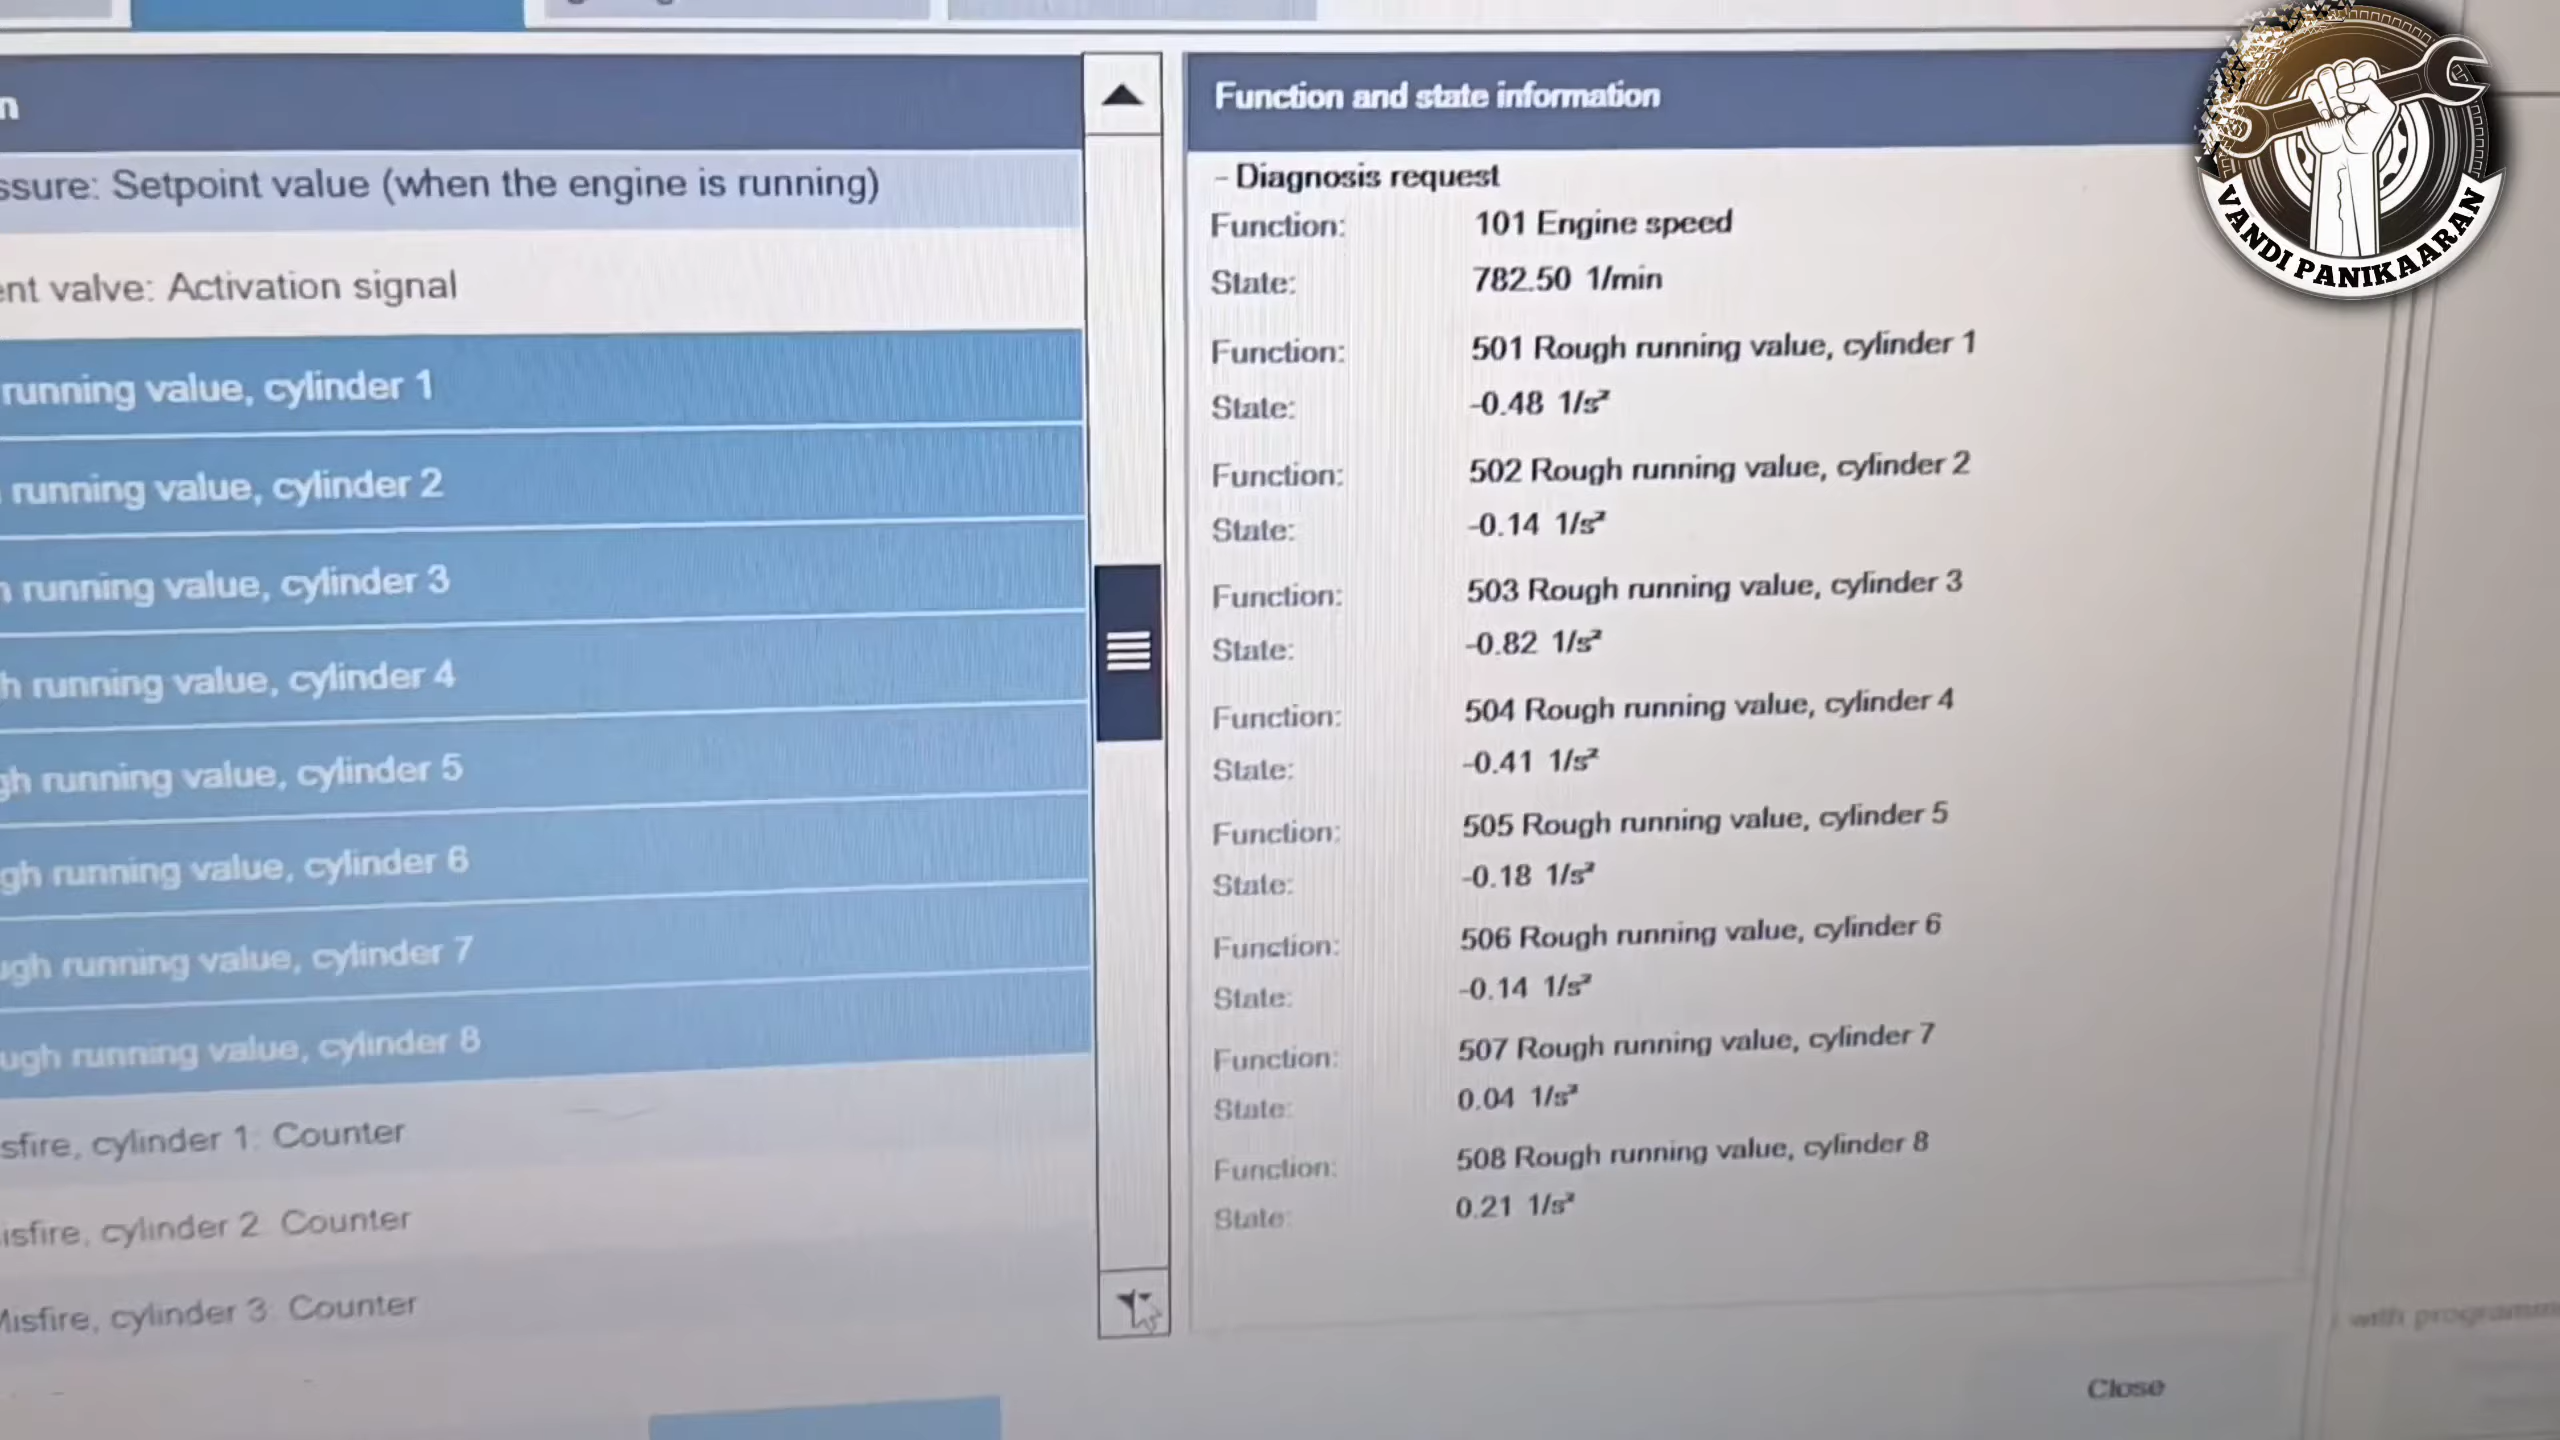 n
ssure: Setpoint value (when the engine is running)
ent valve: Activation signal
running value, cylinder 1
running value, cylinder 2
h running value, cylinder 3
h running value, cylinder 4
gh running value, cylinder 5
gh running value, cylinder 6
ugh running value, cylinder 7
ugh running value, cylinder 8
sfire, cylinder 1: Counter
isfire, cylinder 2: Counter
Misfire, cylinder 3: Counter
Function and state information
- Diagnosis request
Function: 101 Engine speed
State: 782.50 1/min
Function: 501 Rough running value, cylinder 1
State: -0.48 1/s²
Function: 502 Rough running value, cylinder 2
State: -0.14 1/s²
Function: 503 Rough running value, cylinder 3
State: -0.82 1/s²
Function: 504 Rough running value, cylinder 4
State: -0.41 1/s²
Function: 505 Rough running value, cylinder 5
State: -0.18 1/s²
Function: 506 Rough running value, cylinder 6
State: -0.14 1/s²
Function: 507 Rough running value, cylinder 7
State: 0.04 1/s²
Function: 508 Rough running value, cylinder 8
State: 0.21 1/s²
Close
with programm
VANDI PANIKAARAN